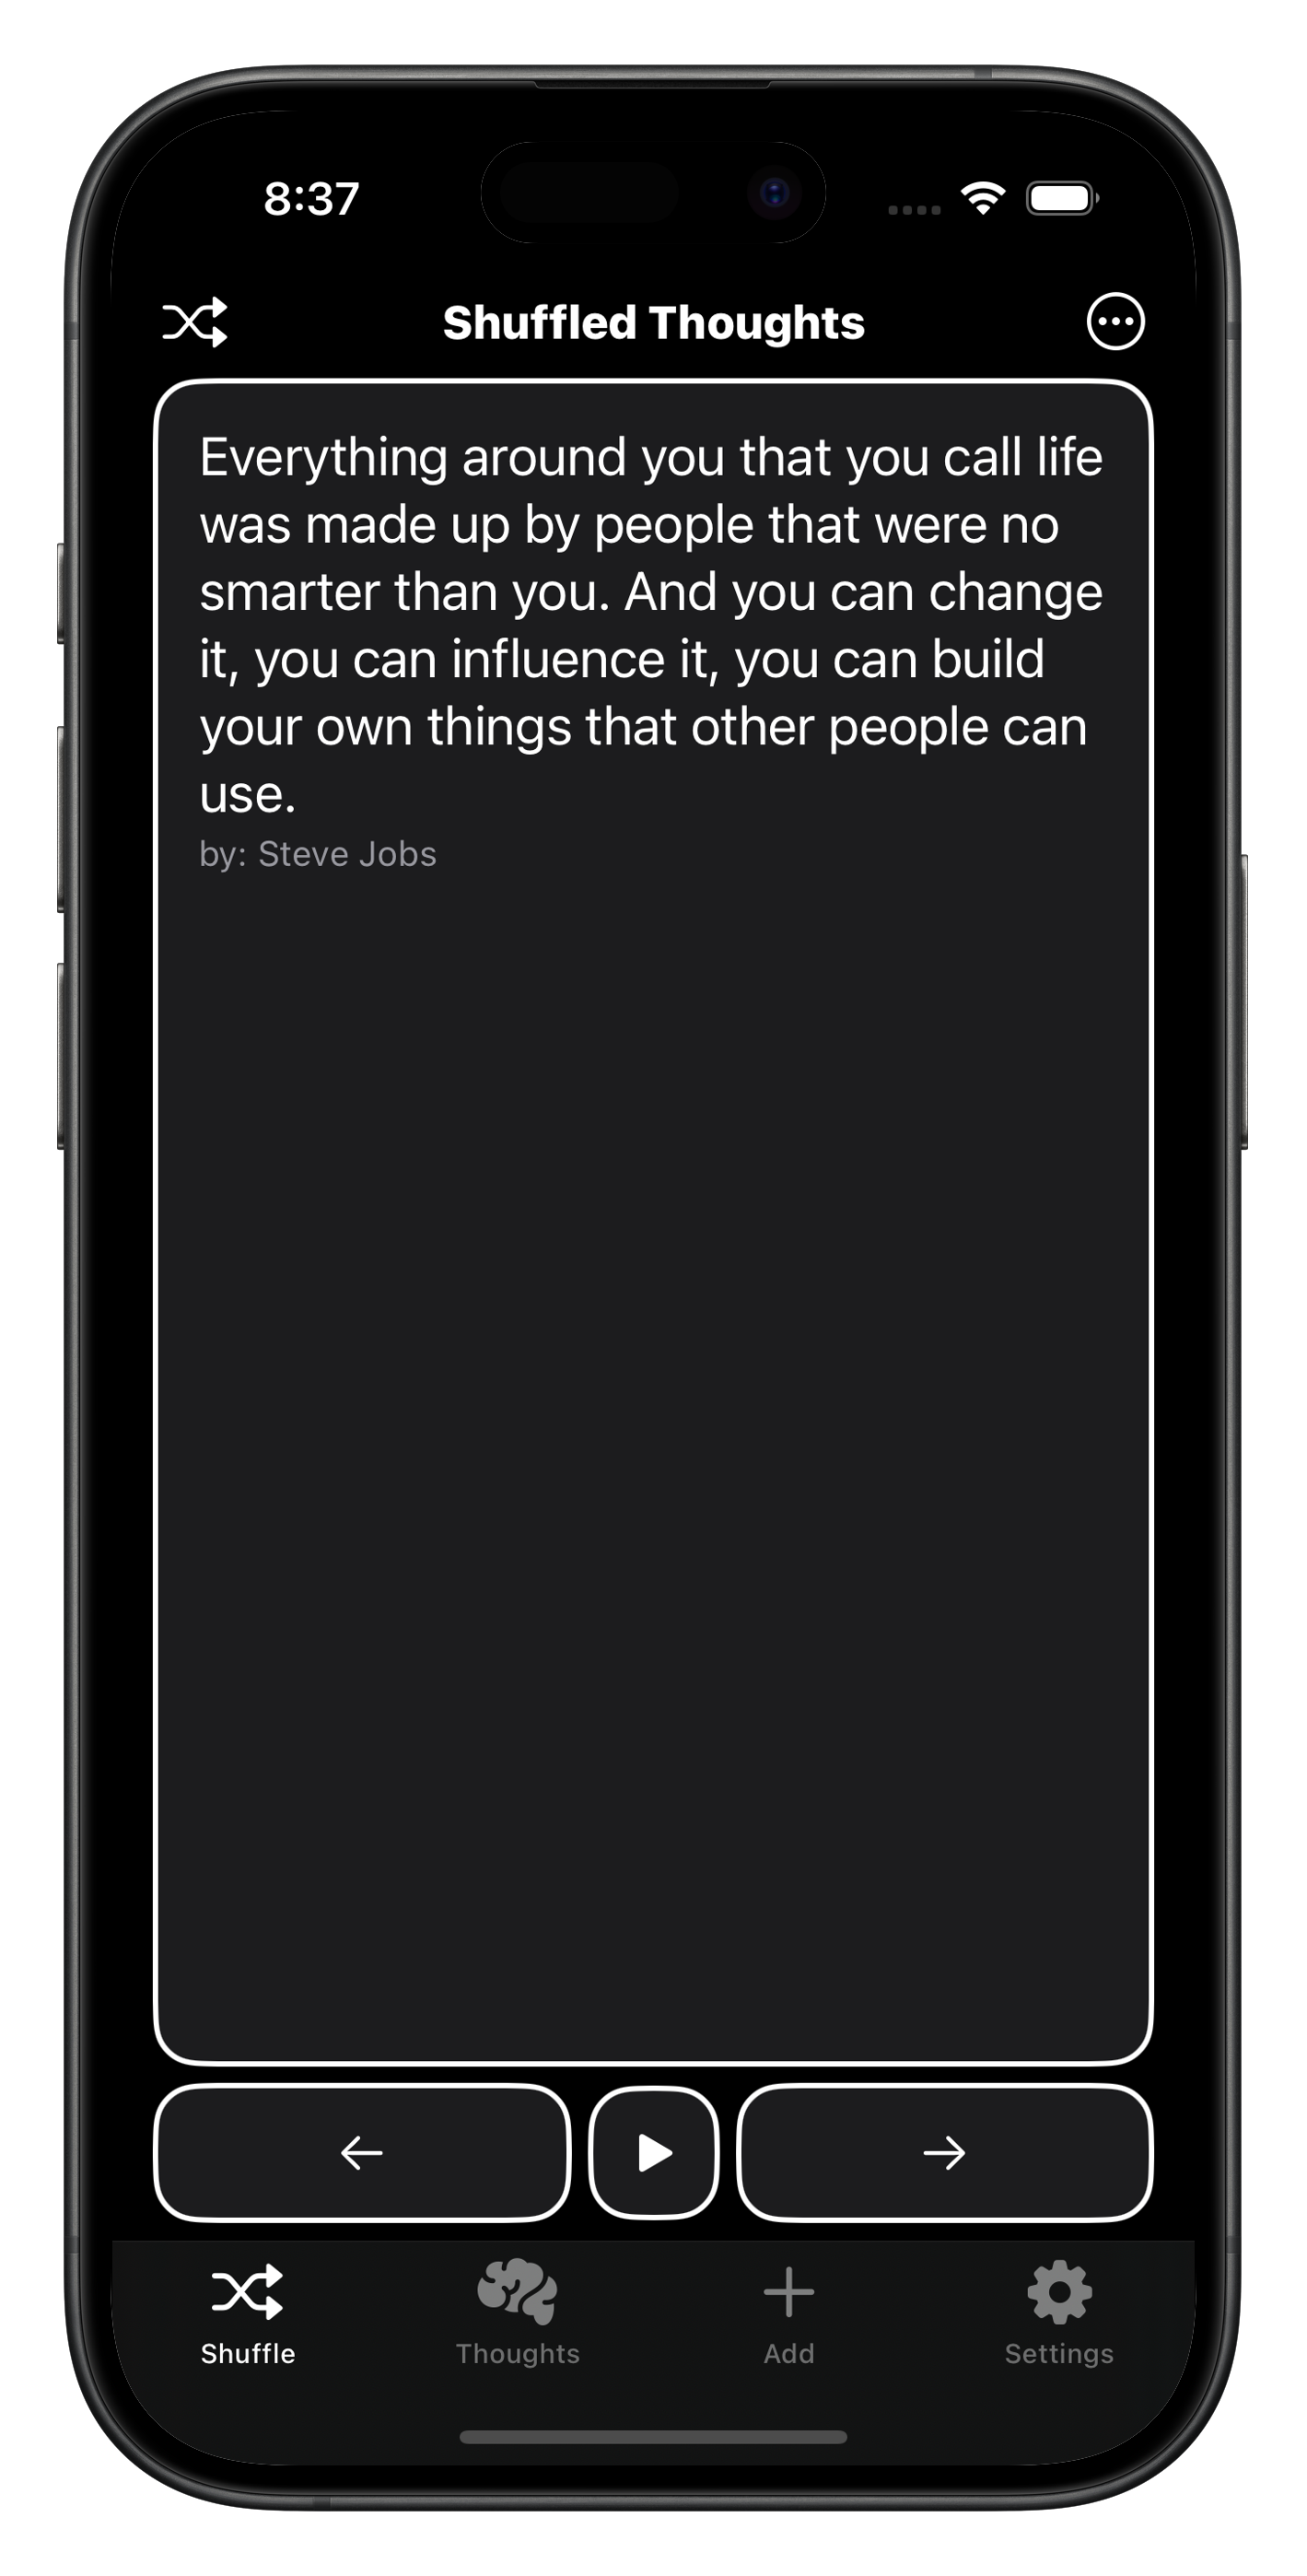 8:37
Shuffled Thoughts
Everything around you that you call life
was made up by people that were no
smarter than you. And you can change
it, you can influence it, you can build
your own things that other people can
use.
by: Steve Jobs
Shuffle
Thoughts
Add
Settings